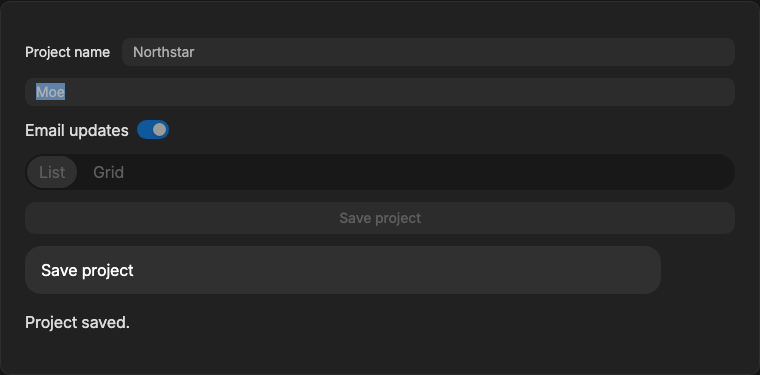 Project name Northstar
Moe
Email updates
List Grid
Save project
Save project
Project saved.